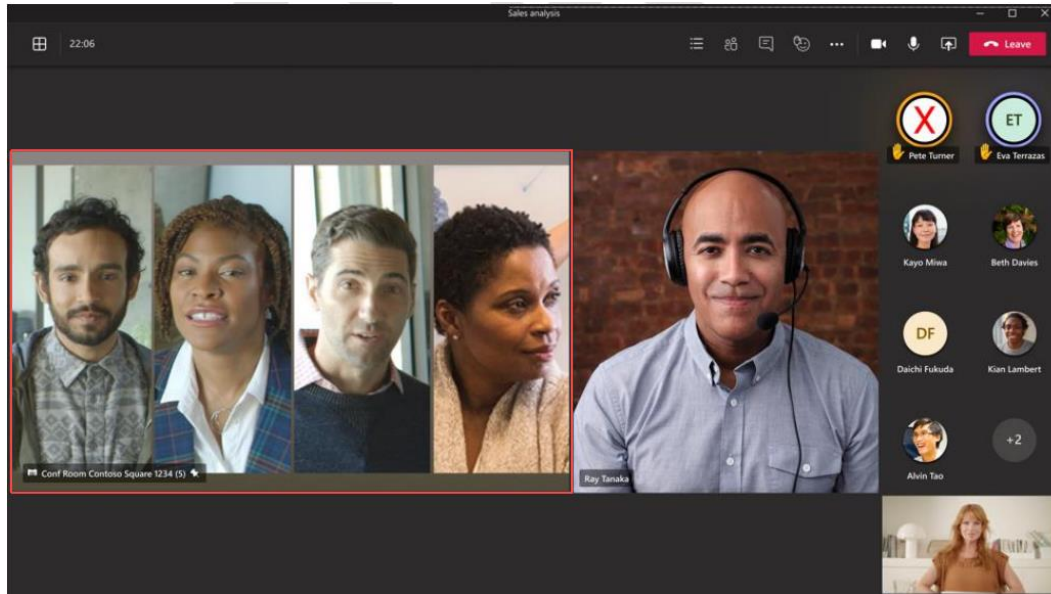 Sales analysis
22:06
Leave
X
ET
Pete Turner
Eva Terrazas
Kayo Miwa
Beth Davies
DF
Daichi Fukuda
Kian Lambert
+2
Alvin Tao
Conf Room Contoso Square 1234 (5)
Ray Tanaka